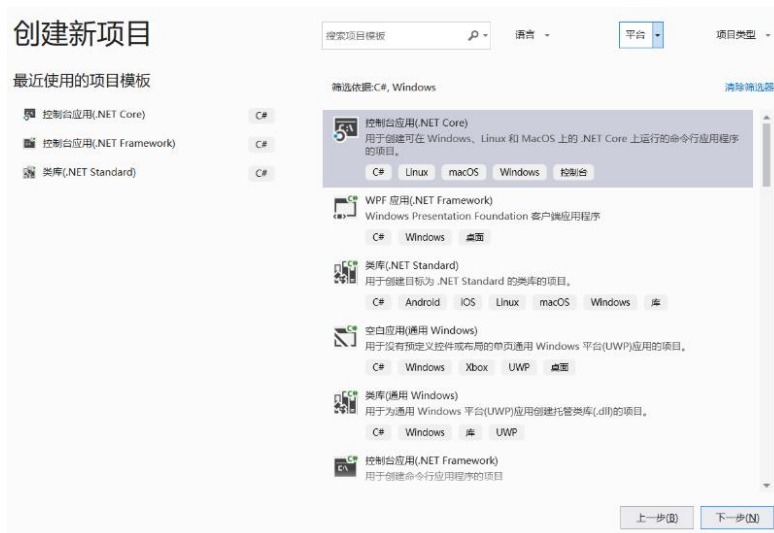 创建新项目
搜索项目模板
语言
平台
项目类型
最近使用的项目模板
控制台应用(.NET Core)
C#
控制台应用(.NET Framework)
C#
类库(.NET Standard)
C#
筛选依据:C#, Windows
清除筛选器
控制台应用(.NET Core)
用于创建可在 Windows、Linux 和 MacOS 上的 .NET Core 上运行的命令行应用程序
的项目。
C# Linux macOS Windows 控制台
WPF 应用(.NET Framework)
Windows Presentation Foundation 客户端应用程序
C# Windows 桌面
类库(.NET Standard)
用于创建目标为 .NET Standard 的类库的项目。
C# Android iOS Linux macOS Windows 库
空白应用(通用 Windows)
用于没有预定义控件或布局的单页通用 Windows 平台(UWP)应用的项目。
C# Windows Xbox UWP 桌面
类库(通用 Windows)
用于为通用 Windows 平台(UWP)应用创建托管类库(.dll)的项目。
C# Windows 库 UWP
控制台应用(.NET Framework)
用于创建命令行应用程序的项目
上一步(B)
下一步(N)